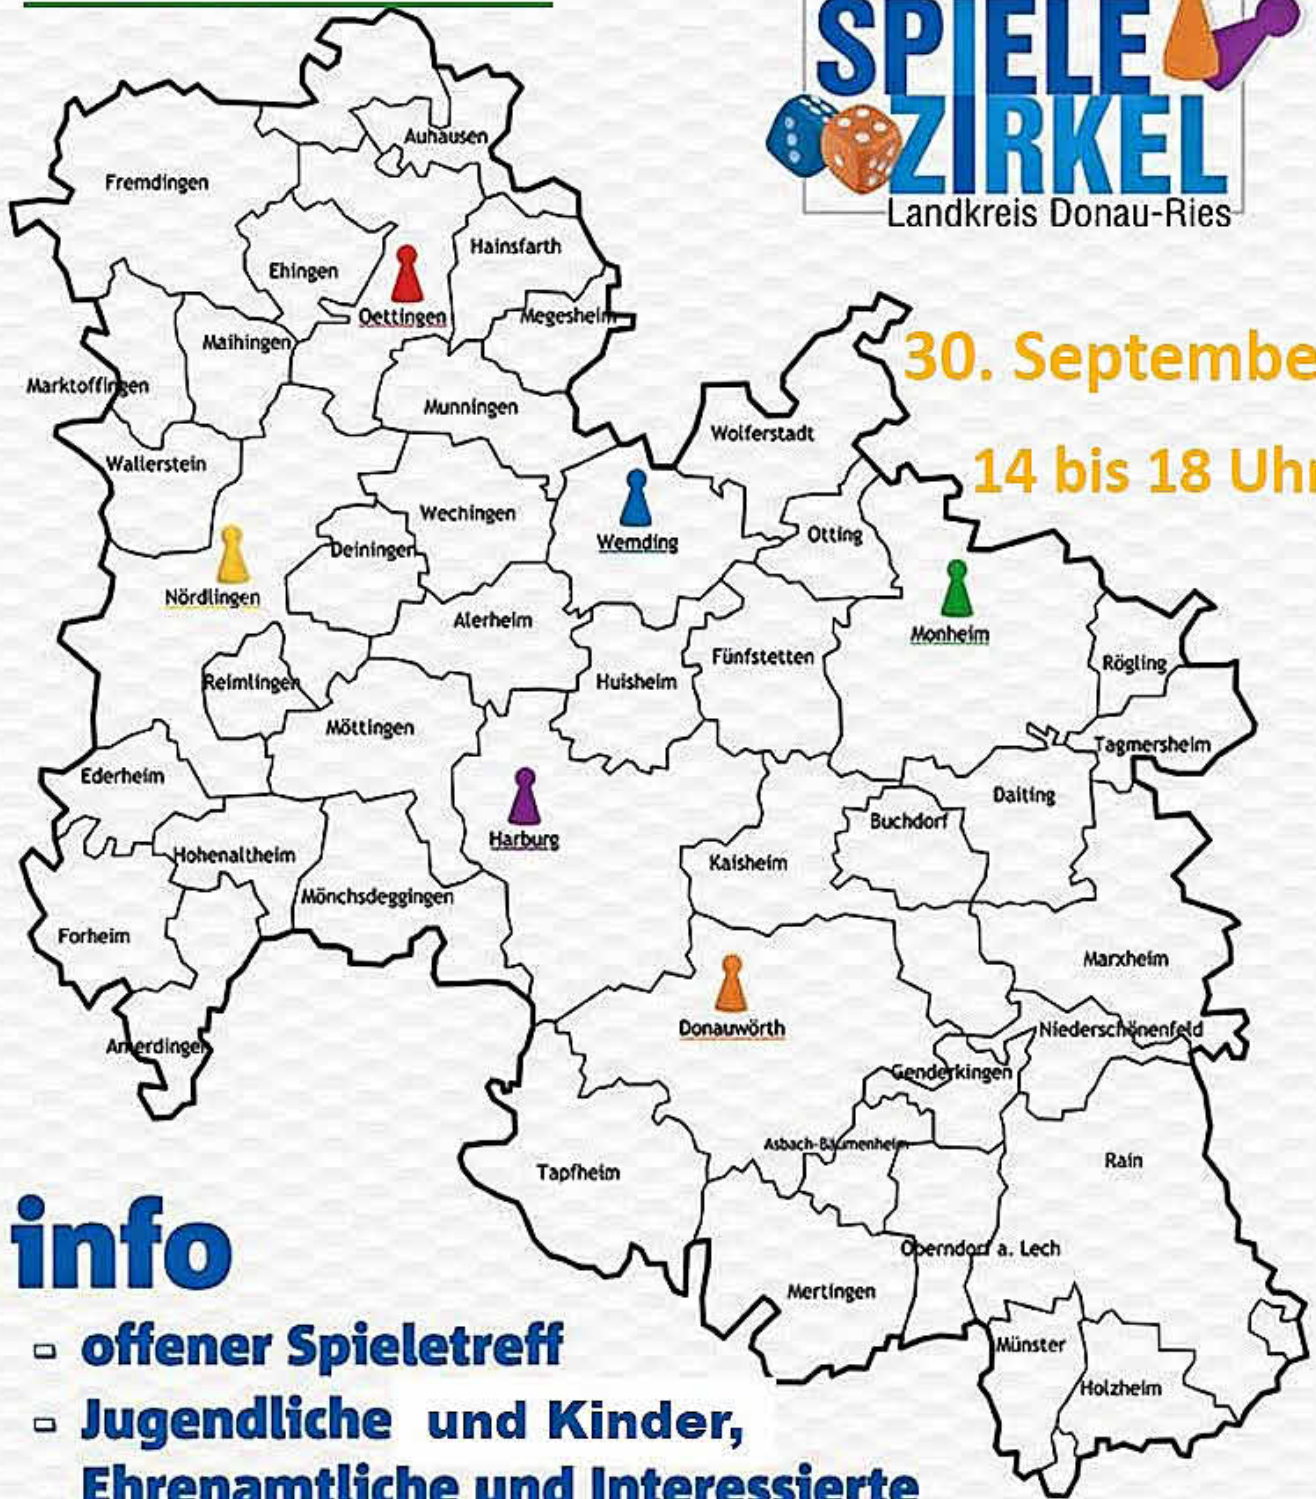 SPIELE
ZIRKEL
Landkreis Donau-Ries
Auhausen
Fremdingen
Hainsfarth
Ehingen
Oettingen
Megesheim
Maihingen
30. Septembe
Marktoffingen
Munningen
Wolferstadt
Wallerstein
14 bis 18 Uhr
Wechingen
Otting
Wemding
Deiningen
Nördlingen
Alerheim
Monheim
Fünfstetten
Rögling
Reimlingen
Huisheim
Möttingen
Tagmersheim
Ederheim
Daiting
Buchdorf
Harburg
Hohenaltheim
Kaisheim
Mönchsdeggingen
Forheim
Marxheim
Donauwörth
Niederschönenfeld
Amerdingen
Genderkingen
Asbach-Bäumenheim
Rain
Tapfheim
info
Oberndorf a. Lech
Mertingen
- offener Spieletreff
Münster
Holzheim
- Jugendliche und Kinder,
Ehrenamtliche und Interessierte